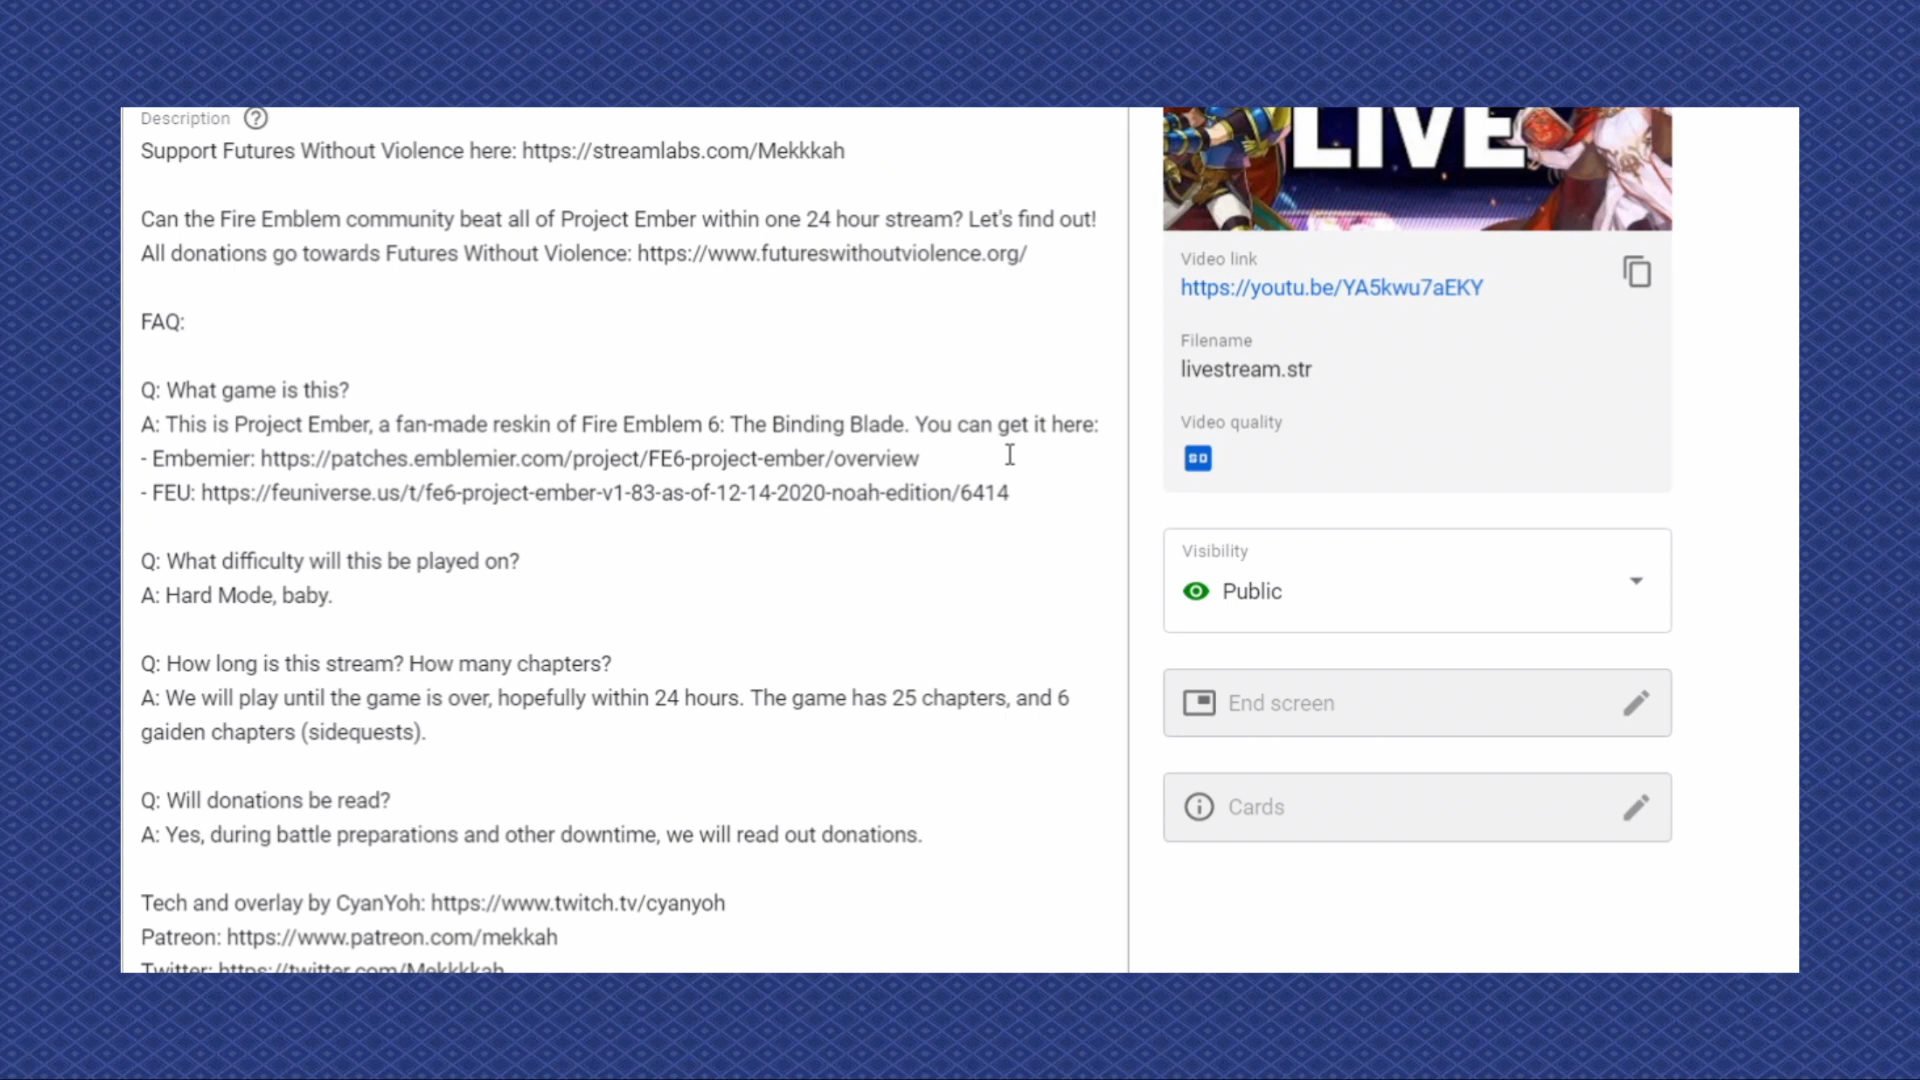 Description
Support Futures Without Violence here: https://streamlabs.com/Mekkkah
Can the Fire Emblem community beat all of Project Ember within one 24 hour stream? Let's find out!
All donations go towards Futures Without Violence: https://www.futureswithoutviolence.org/
FAQ:
Q: What game is this?
A: This is Project Ember, a fan-made reskin of Fire Emblem 6: The Binding Blade. You can get it here:
- Embemier: https://patches.emblemier.com/project/FE6-project-ember/overview
- FEU: https://feuniverse.us/t/fe6-project-ember-v1-83-as-of-12-14-2020-noah-edition/6414
Q: What difficulty will this be played on?
A: Hard Mode, baby.
Q: How long is this stream? How many chapters?
A: We will play until the game is over, hopefully within 24 hours. The game has 25 chapters, and 6
gaiden chapters (sidequests).
Q: Will donations be read?
A: Yes, during battle preparations and other downtime, we will read out donations.
Tech and overlay by CyanYoh: https://www.twitch.tv/cyanyoh
Patreon: https://www.patreon.com/mekkah
Twitter: https://twitter.com/Mekkkkah
LIVE
Video link
https://youtu.be/YA5kwu7aEKY
Filename
livestream.str
Video quality
SD
Visibility
Public
End screen
Cards